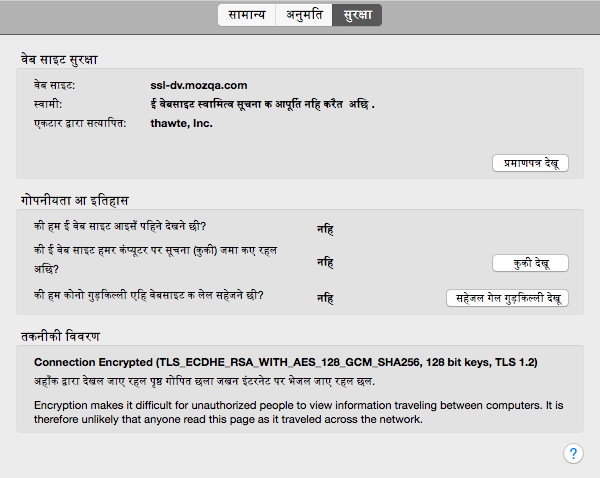 सामान्य अनुमति सुरक्षा
वेब साइट सुरक्षा
वेब साइट: ssl-dv.mozqa.com
स्वामी: ई वेबसाइट स्वामित्व सूचना क आपूर्ति नहि करैत अछि .
एकटार द्वारा सत्यापित: thawte, Inc.
प्रमाणपत्र देखू
गोपनीयता आ इतिहास
की हम ई वेब साइट आइसँ पहिने देखने छी? नहि
की ई वेब साइट हमर कंप्यूटर पर सूचना (कुकी) जमा कए रहल
अछि? नहि कुकी देखू
की हम कोनो गुड़किल्ली एहि वेबसाइट क लेल सहेजने छी? नहि सहेजल गेल गुड़किल्ली देखू
तकनीकी विवरण
Connection Encrypted (TLS_ECDHE_RSA_WITH_AES_128_GCM_SHA256, 128 bit keys, TLS 1.2)
अहाँक द्वारा देखल जाए रहल पृष्ठ गोपित छला जखन इंटरनेट पर भेजल जाए रहल छल.
Encryption makes it difficult for unauthorized people to view information traveling between computers. It is
therefore unlikely that anyone read this page as it traveled across the network.
?